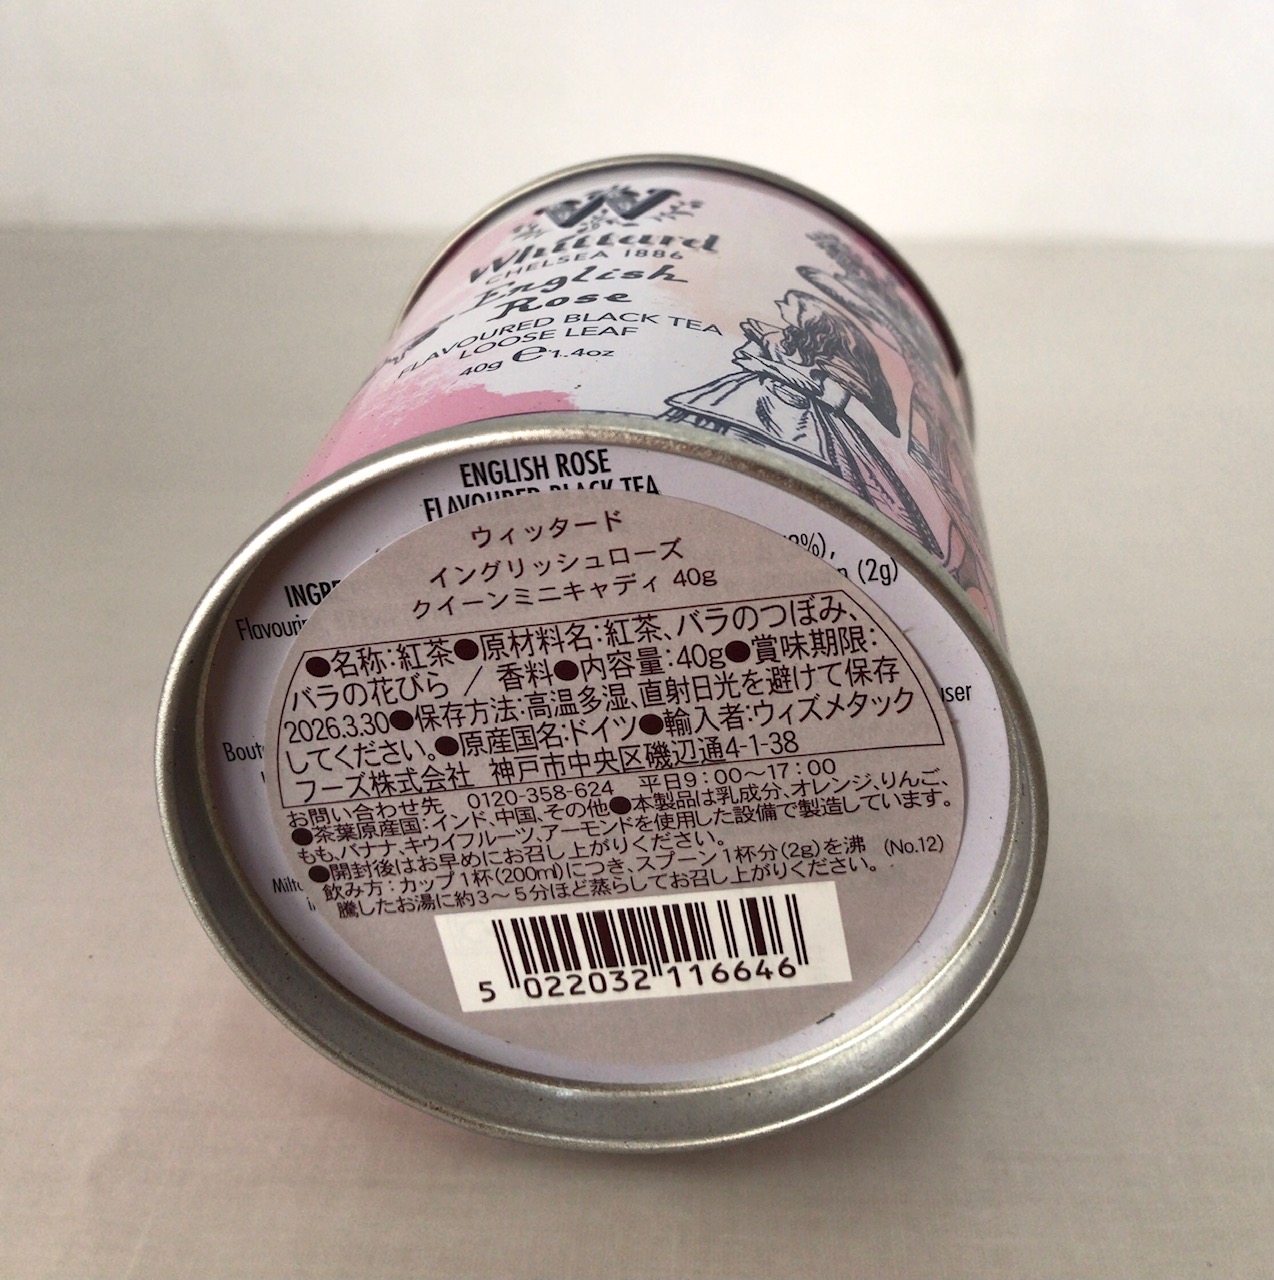 W
Whittard
CHELSEA 1886
English
Rose
FLAVOURED BLACK TEA
LOOSE LEAF
40g ℮ 1.4oz
ENGLISH ROSE
FLAVOURED BLACK TEA
(2g)
ウィッタード
イングリッシュローズ
クイーンミニキャディ 40g
●名称:紅茶●原材料名:紅茶、バラのつぼみ、
バラの花びら / 香料●内容量:40g●賞味期限:
2026.3.30●保存方法:高温多湿、直射日光を避けて保存
してください。●原産国名:ドイツ●輸入者:ウィズメタック
フーズ株式会社 神戸市中央区磯辺通4-1-38
お問い合わせ先 0120-358-624 平日9:00～17:00
●茶葉原産国:インド、中国、その他●本製品は乳成分、オレンジ、りんご、
もも、バナナ、キウイフルーツ、アーモンドを使用した設備で製造しています。
●開封後はお早めにお召し上がりください。
飲み方:カップ1杯(200ml)につき、スプーン1杯分(2g)を沸 (No.12)
騰したお湯に約3～5分ほど蒸らしてお召し上がりください。
5 022032 116646